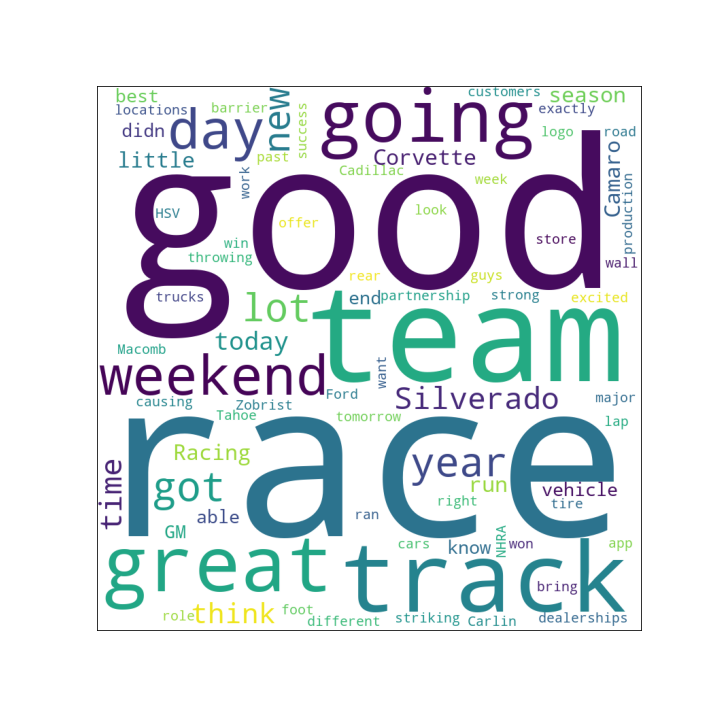 best
locations
barrier
didn
day
new
success
going
customers
season
exactly
logo
road
little
past
Corvette
Cadillac
work
week
Camaro
production
good
HSV
offer
look
store
wall
win
throwing
trucks
rear
guys
lot
end
partnership
strong
excited
team
today
Macomb
weekend
want
Ford
Silverado
major
causing
Zobrist
Tahoe
tomorrow
lap
race
Racing
year
time
got
run
vehicle
right
tire
able
ran
GM
great
cars
know
NHRA
won
app
track
bring
role
think
foot
different
striking
Carlin
dealerships